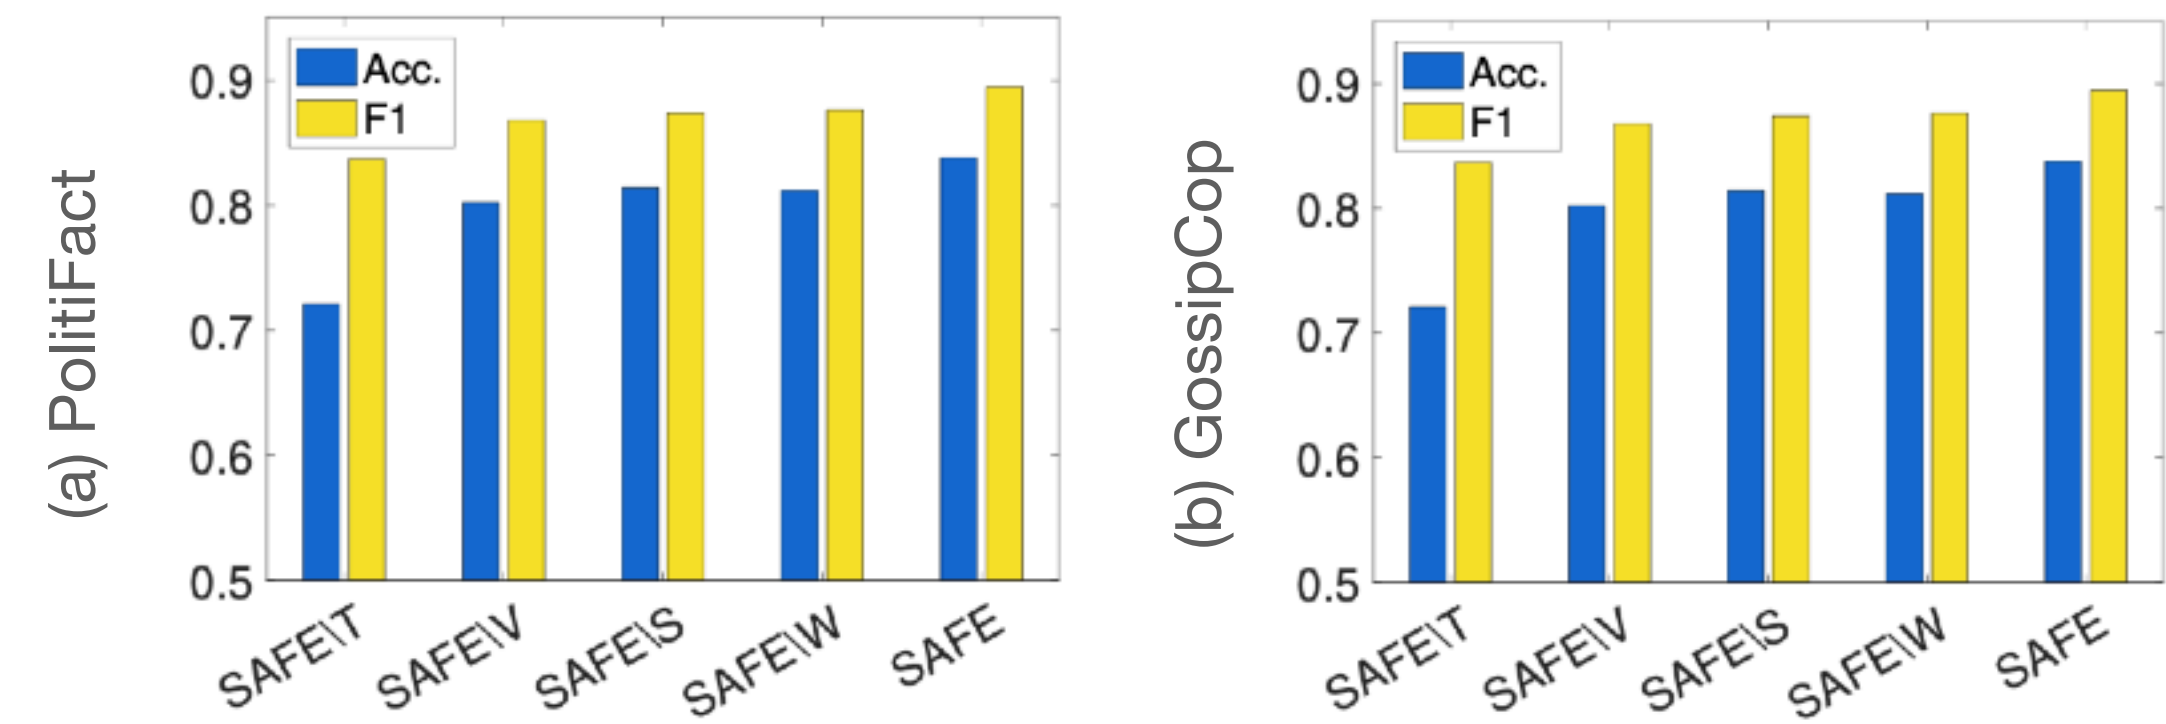 (a) PolitiFact
Acc.
F1
0.9
0.8
0.7
0.6
0.5
SAFE\T
SAFE\V
SAFE\S
SAFE\W
SAFE
(b) GossipCop
Acc.
F1
0.9
0.8
0.7
0.6
0.5
SAFE\T
SAFE\V
SAFE\S
SAFE\W
SAFE